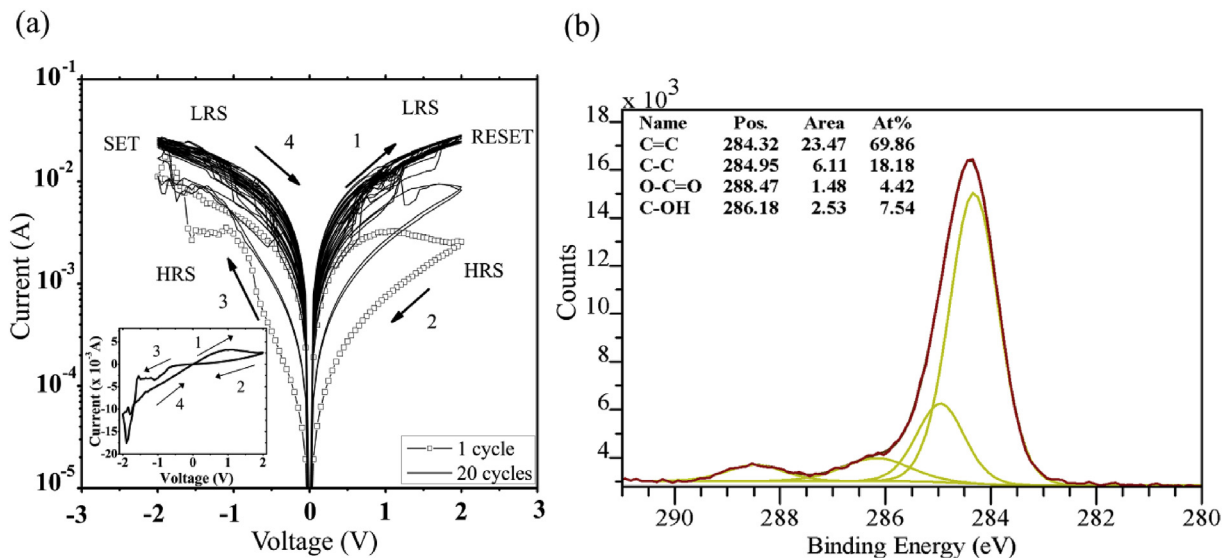 (a)
(b)
10^-1
10^-2
10^-3
10^-4
10^-5
Current (A)
LRS
LRS
SET
4
1
RESET
HRS
HRS
3
2
5
0
-5
-10
-15
-20
Current (x 10^-3 A)
3
1
2
4
-2 -1 0 1 2
Voltage (V)
1 cycle
20 cycles
-3 -2 -1 0 1 2 3
Voltage (V)
x 10^3
18
16
14
12
10
8
6
4
Counts
Name Pos. Area At%
C=C 284.32 23.47 69.86
C-C 284.95 6.11 18.18
O-C=O 288.47 1.48 4.42
C-OH 286.18 2.53 7.54
290 288 286 284 282 280
Binding Energy (eV)